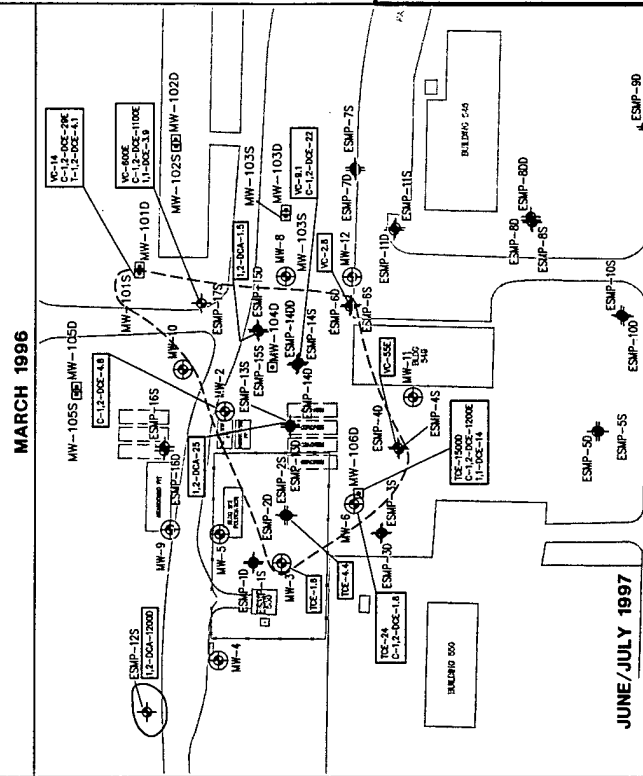 MARCH 1996
VC-14
C-1,2-DCE-29E
T-1,2-DCE-4.1
VC-600E
C-1,2-DCE-1100E
1,1-DCE-3.9
MW-101D
MW-101S
MW-102S
MW-102D
MW-105S
MW-105D
C-1,2-DCE-4.8
ESMP-16S
ESMP-16D
MW-10
ESMP-17S
1,2-DCA-1.5
MW-103S
MW-103D
MW-8
MW-103S
VC-9.1
C-1,2-DCE-22
ESMP-15D
ESMP-15S
MW-104D
ESMP-14DD
ESMP-14S
ESMP-14D
ESMP-13S
MW-2
1,2-DCA-25
ESMP-12S
1,2-DCA-1200D
MW-9
MW-5
MW-4
ESMP-1D
ESMP-1S
ESMP-2D
ESMP-2S
MW-3
TCE-1.8
TCE-4.4
MW-6
MW-106D
TCE-24
C-1,2-DCE-1.8
TCE-1500D
C-1,2-DCE-1200E
1,1-DCE-14
ESMP-3D
ESMP-3S
ESMP-4D
ESMP-4S
VC-55E
MW-11
BLDG
549
VC-2.8
ESMP-6D
ESMP-6S
MW-12
ESMP-7D
ESMP-7S
ESMP-11S
ESMP-11D
BUILDING 550
ESMP-8D
ESMP-8DD
ESMP-8S
ESMP-9D
ESMP-10S
ESMP-10D
ESMP-5D
ESMP-5S
JUNE/JULY 1997